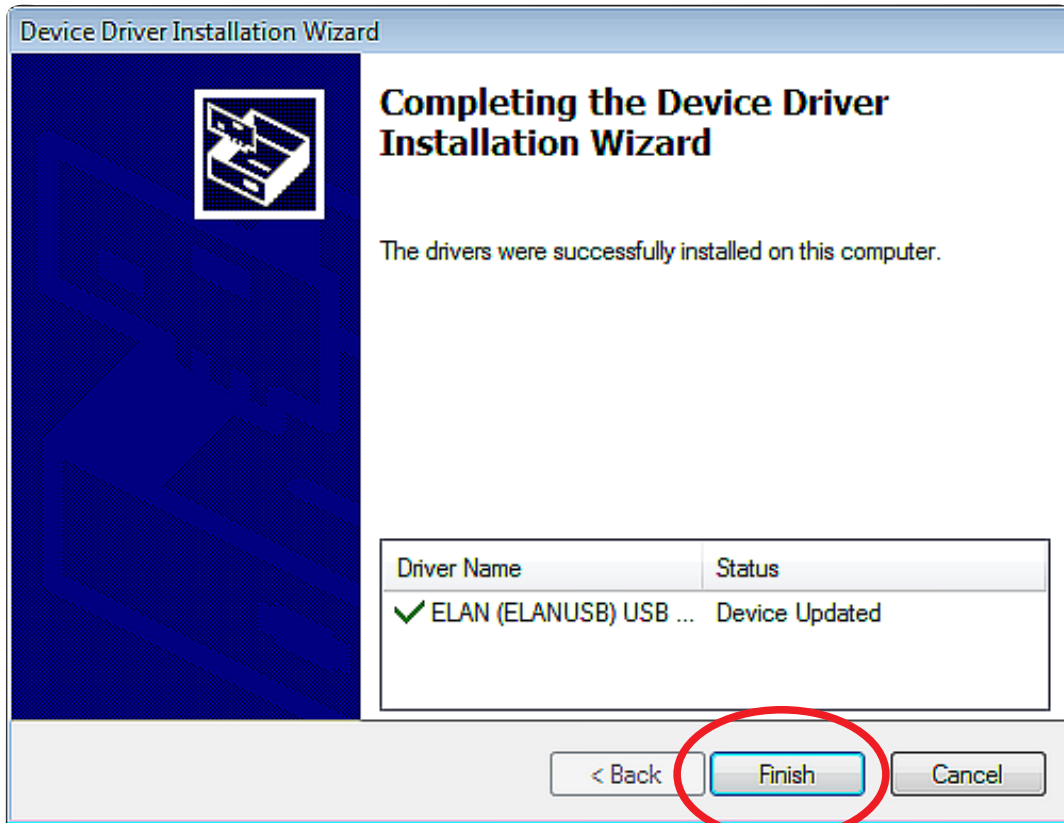 Device Driver Installation Wizard
Completing the Device Driver
Installation Wizard
The drivers were successfully installed on this computer.
Driver Name Status
ELAN (ELANUSB) USB ... Device Updated
< Back Finish Cancel